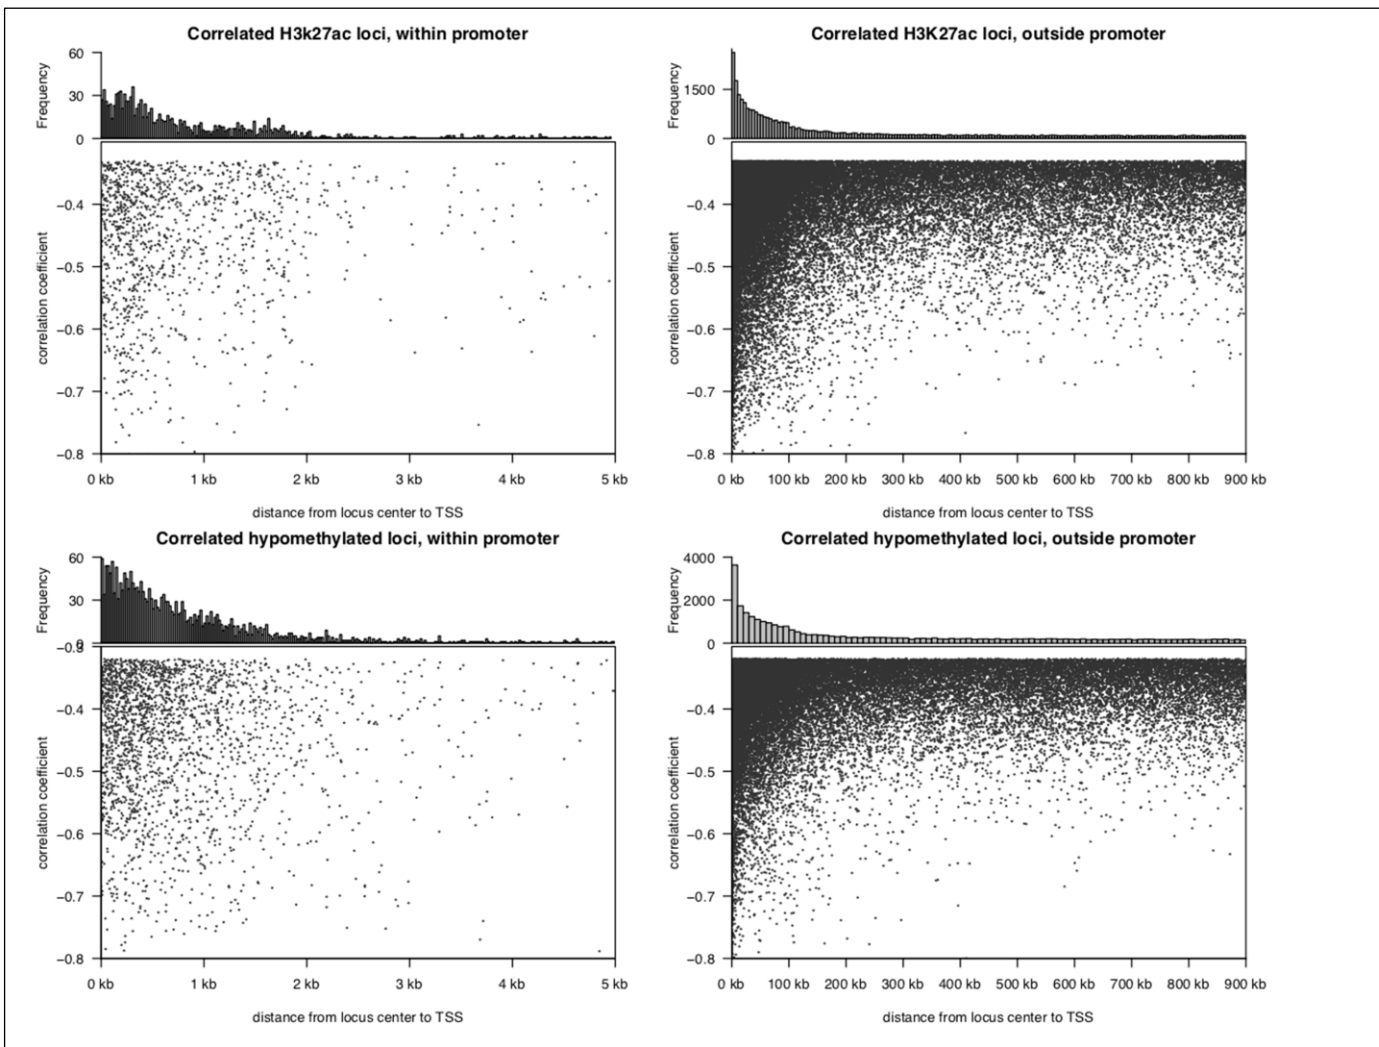 Correlated H3k27ac loci, within promoter
60
30
0
Frequency
−0.4
−0.5
−0.6
−0.7
−0.8
correlation coefficient
0 kb 1 kb 2 kb 3 kb 4 kb 5 kb
distance from locus center to TSS
Correlated H3K27ac loci, outside promoter
1500
0
Frequency
−0.4
−0.5
−0.6
−0.7
−0.8
correlation coefficient
0 kb 100 kb 200 kb 300 kb 400 kb 500 kb 600 kb 700 kb 800 kb 900 kb
distance from locus center to TSS
Correlated hypomethylated loci, within promoter
60
30
Frequency
−0.4
−0.5
−0.6
−0.7
−0.8
correlation coefficient
0 kb 1 kb 2 kb 3 kb 4 kb 5 kb
distance from locus center to TSS
Correlated hypomethylated loci, outside promoter
4000
2000
0
Frequency
−0.4
−0.5
−0.6
−0.7
−0.8
correlation coefficient
0 kb 100 kb 200 kb 300 kb 400 kb 500 kb 600 kb 700 kb 800 kb 900 kb
distance from locus center to TSS